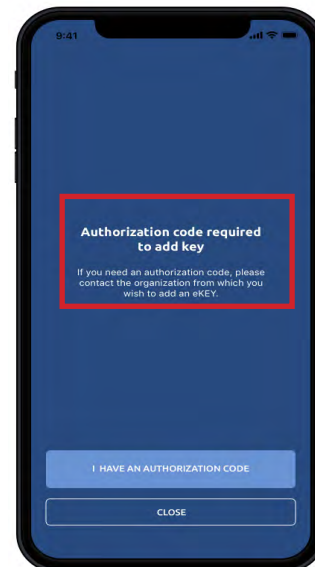 9:41
Authorization code required
to add key
If you need an authorization code, please
contact the organization from which you
wish to add an eKEY.
I HAVE AN AUTHORIZATION CODE
CLOSE